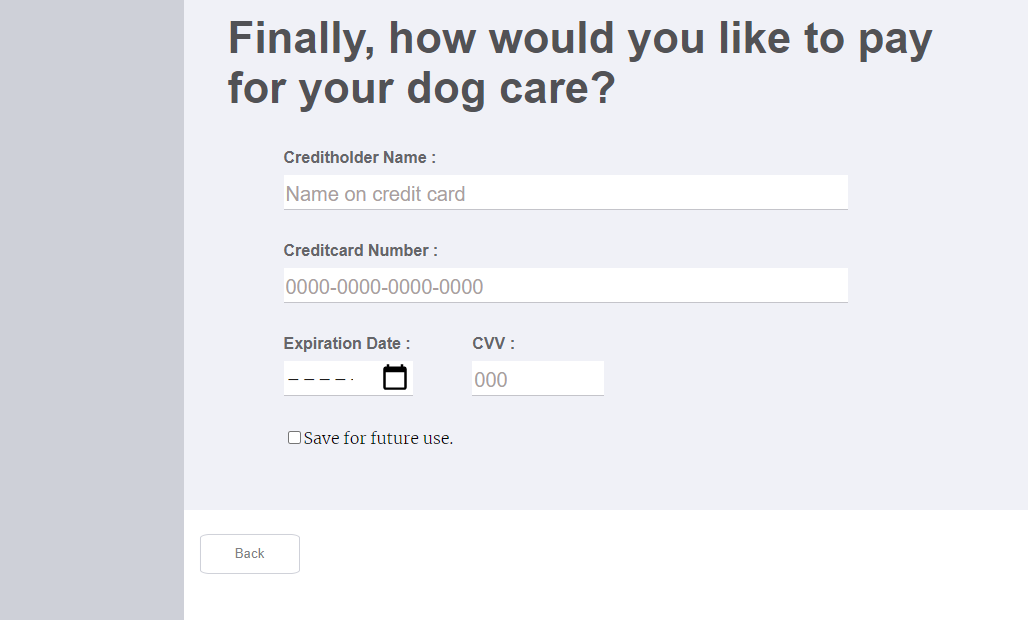 Finally, how would you like to pay
for your dog care?
Creditholder Name :
Name on credit card
Creditcard Number :
0000-0000-0000-0000
Expiration Date : CVV :
000
Save for future use.
Back